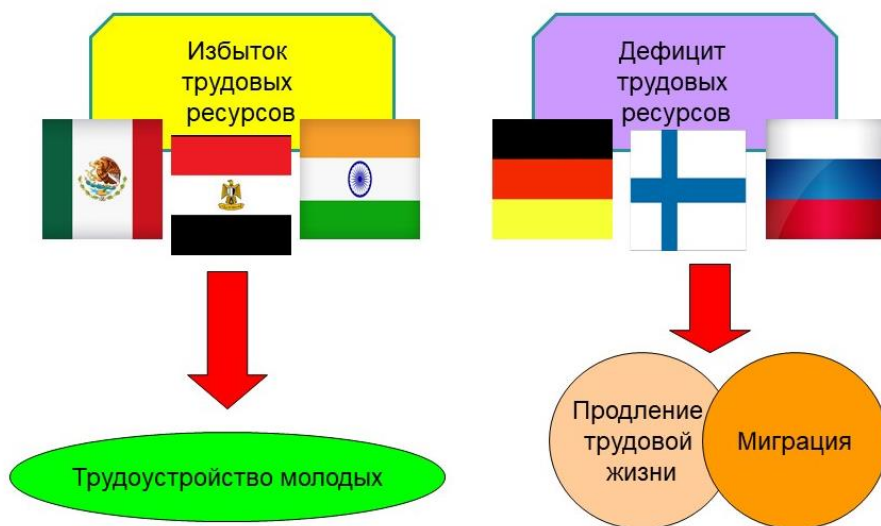 Избыток
трудовых
ресурсов
Дефицит
трудовых
ресурсов
Трудоустройство молодых
Продление
трудовой
жизни
Миграция